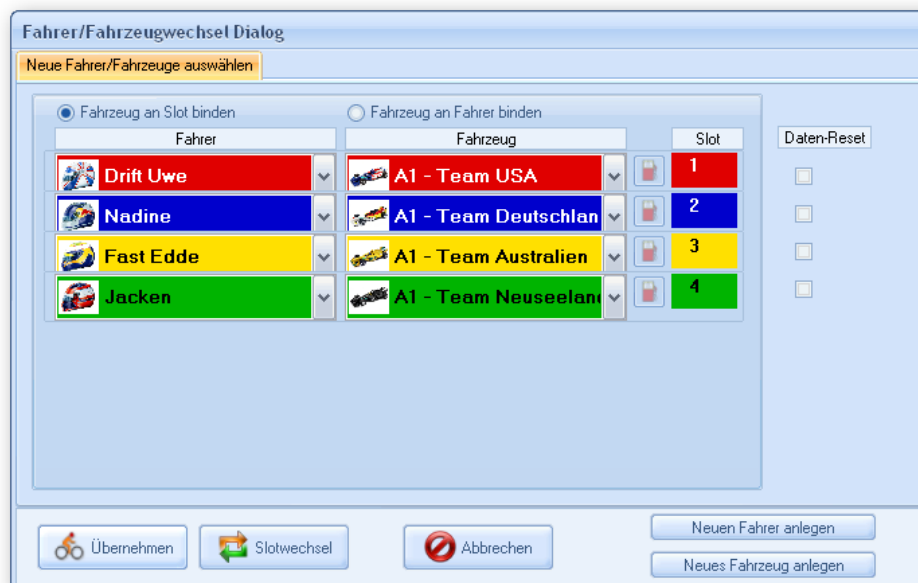 Fahrer/Fahrzeugwechsel Dialog
Neue Fahrer/Fahrzeuge auswählen
Fahrzeug an Slot binden Fahrzeug an Fahrer binden
Fahrer Fahrzeug Slot Daten-Reset
Drift Uwe A1 - Team USA 1
Nadine A1 - Team Deutschlan 2
Fast Edde A1 - Team Australien 3
Jacken A1 - Team Neuseelan 4
Übernehmen Slotwechsel Abbrechen
Neuen Fahrer anlegen
Neues Fahrzeug anlegen